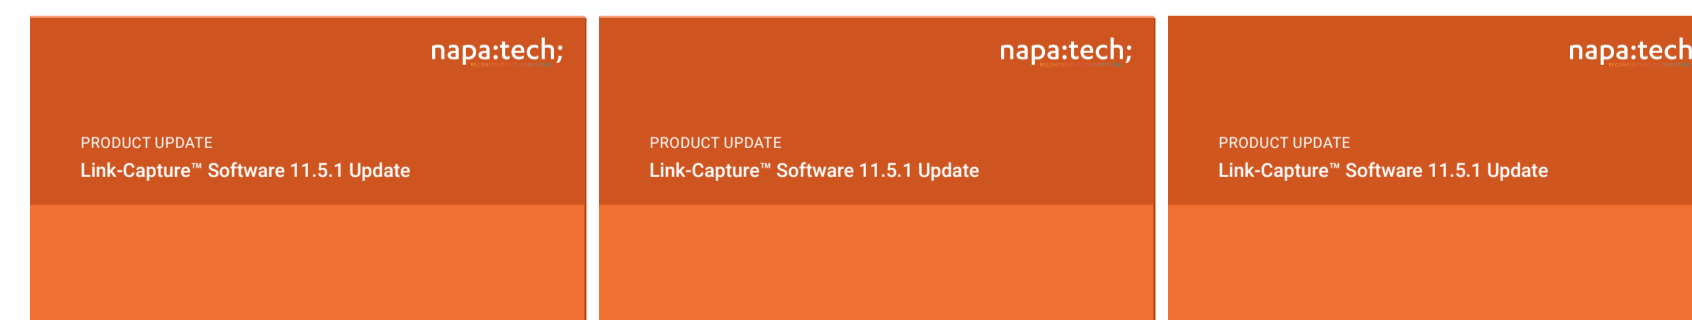 napa:tech;
PRODUCT UPDATE
Link-Capture™ Software 11.5.1 Update
napa:tech;
PRODUCT UPDATE
Link-Capture™ Software 11.5.1 Update
napa:tech
PRODUCT UPDATE
Link-Capture™ Software 11.5.1 Update